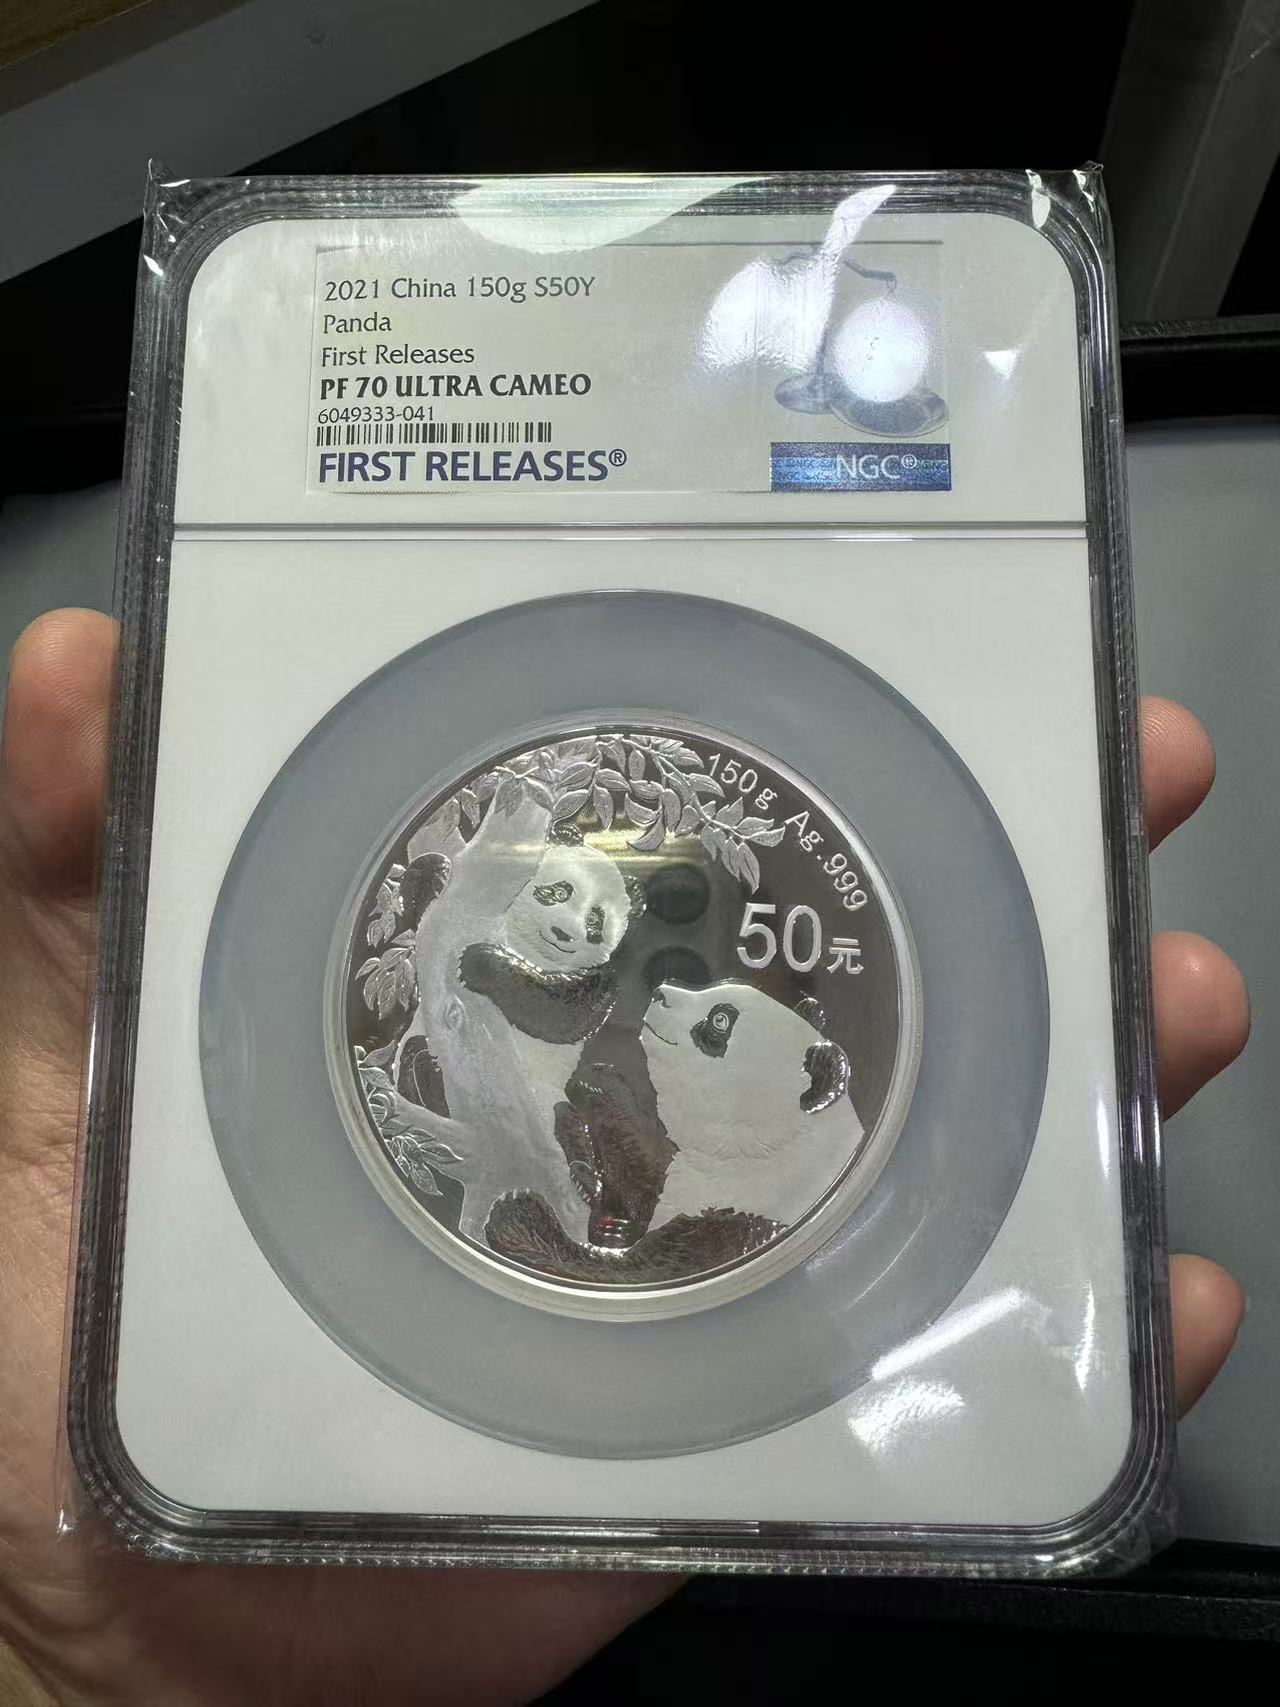 2021 China 150g S50Y
Panda
First Releases
PF 70 ULTRA CAMEO
6049333-041
FIRST RELEASES®
NGC®
150g Ag.999
50元